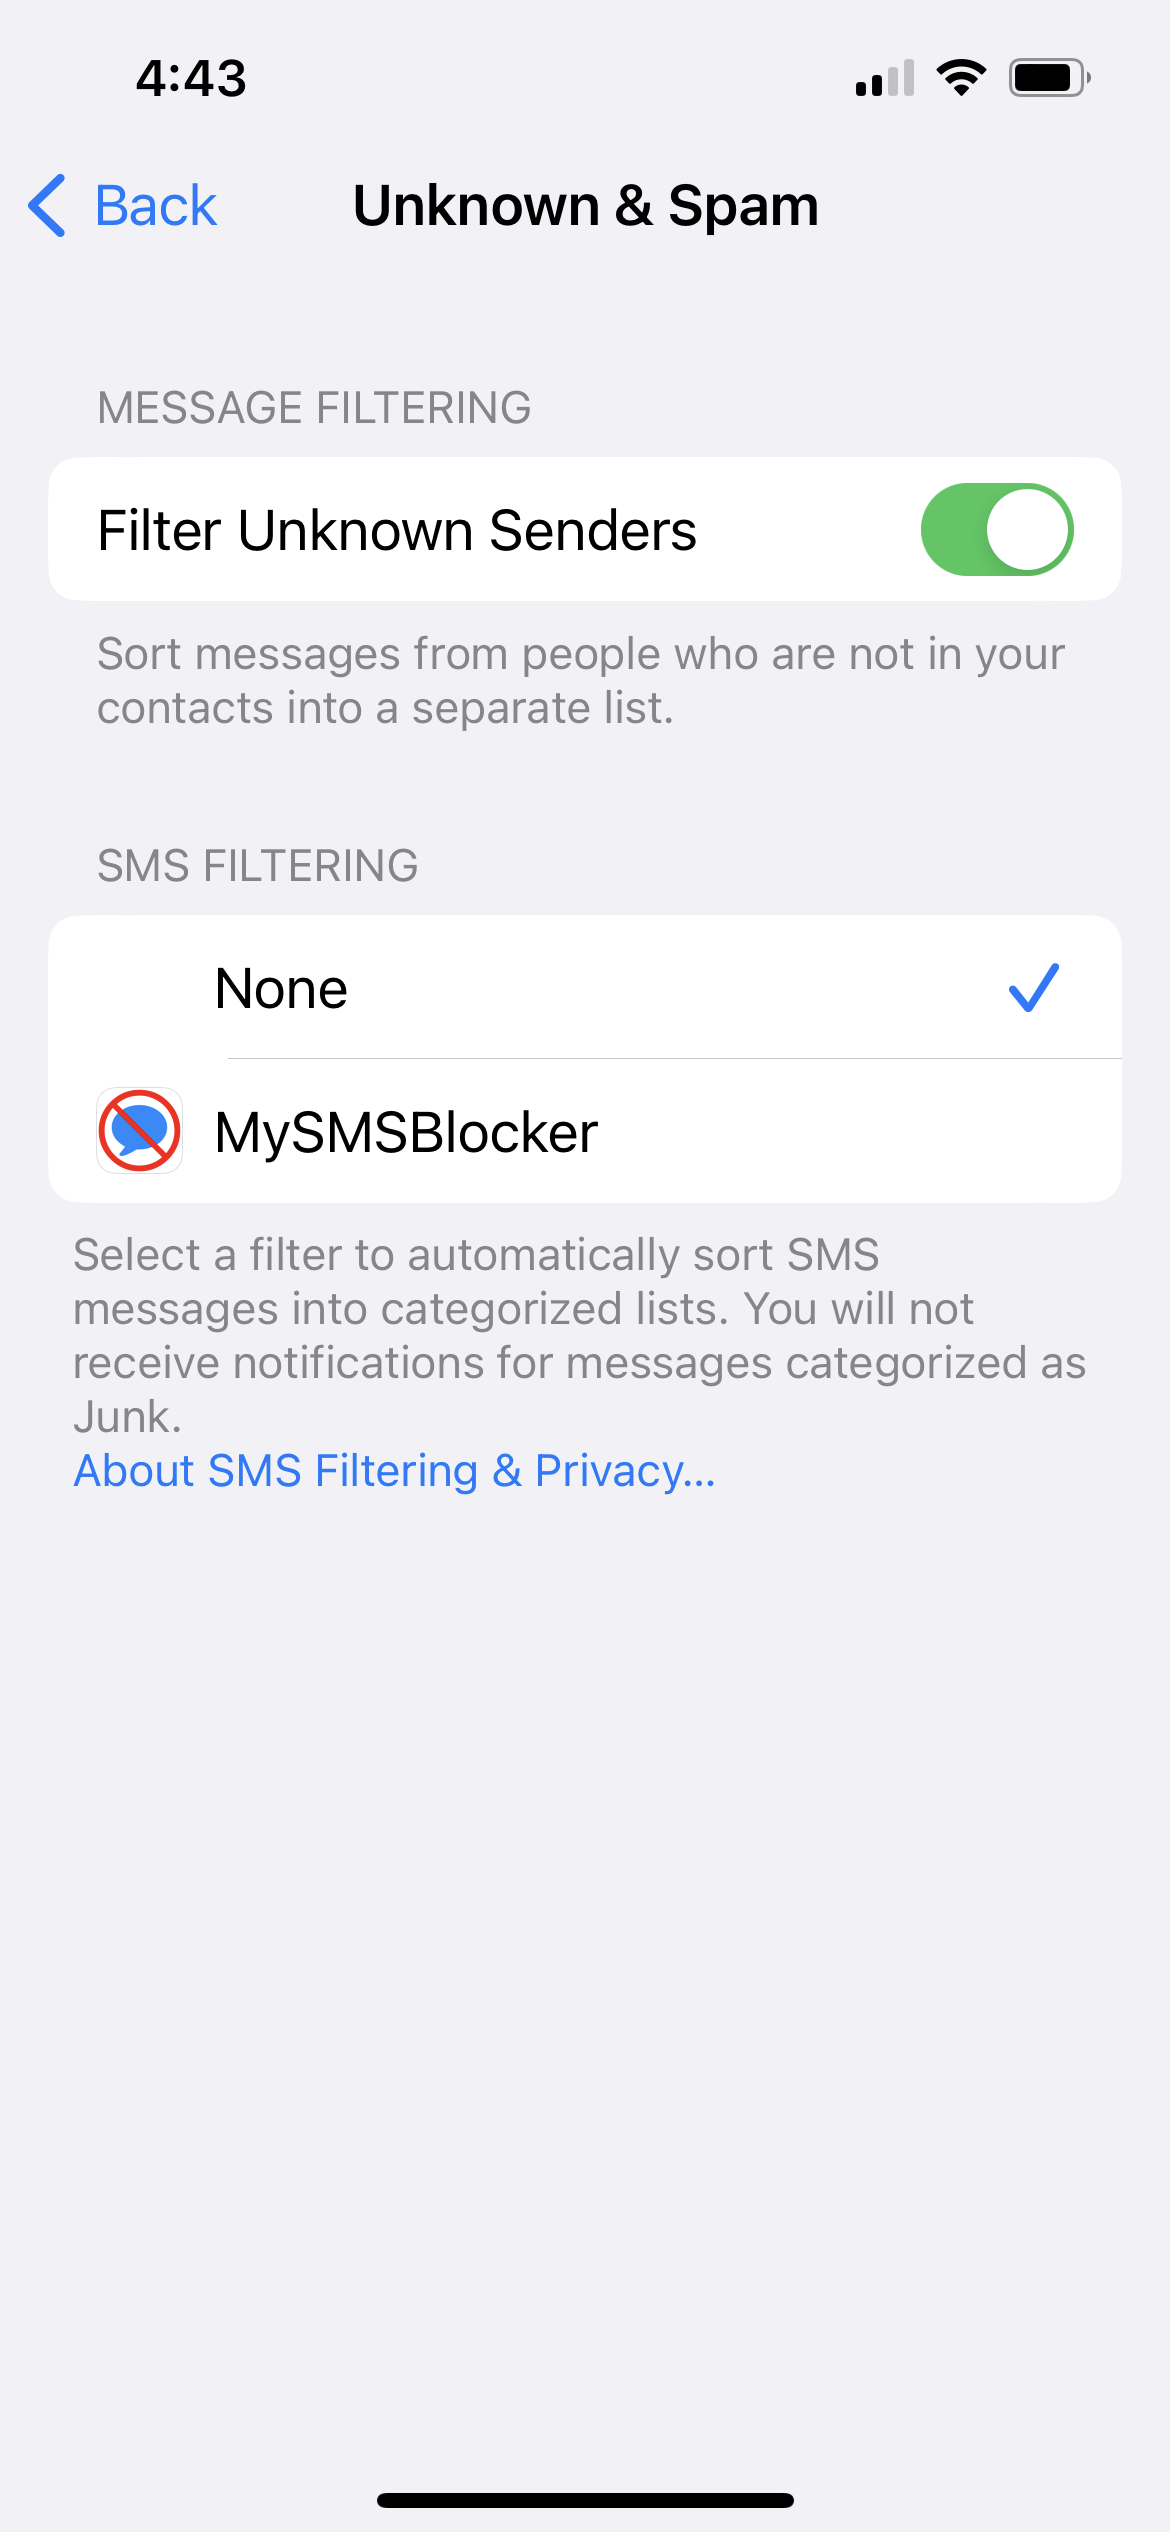 4:43
Back
Unknown & Spam
MESSAGE FILTERING
Filter Unknown Senders
Sort messages from people who are not in your
contacts into a separate list.
SMS FILTERING
None
MySMSBlocker
Select a filter to automatically sort SMS
messages into categorized lists. You will not
receive notifications for messages categorized as
Junk.
About SMS Filtering & Privacy...